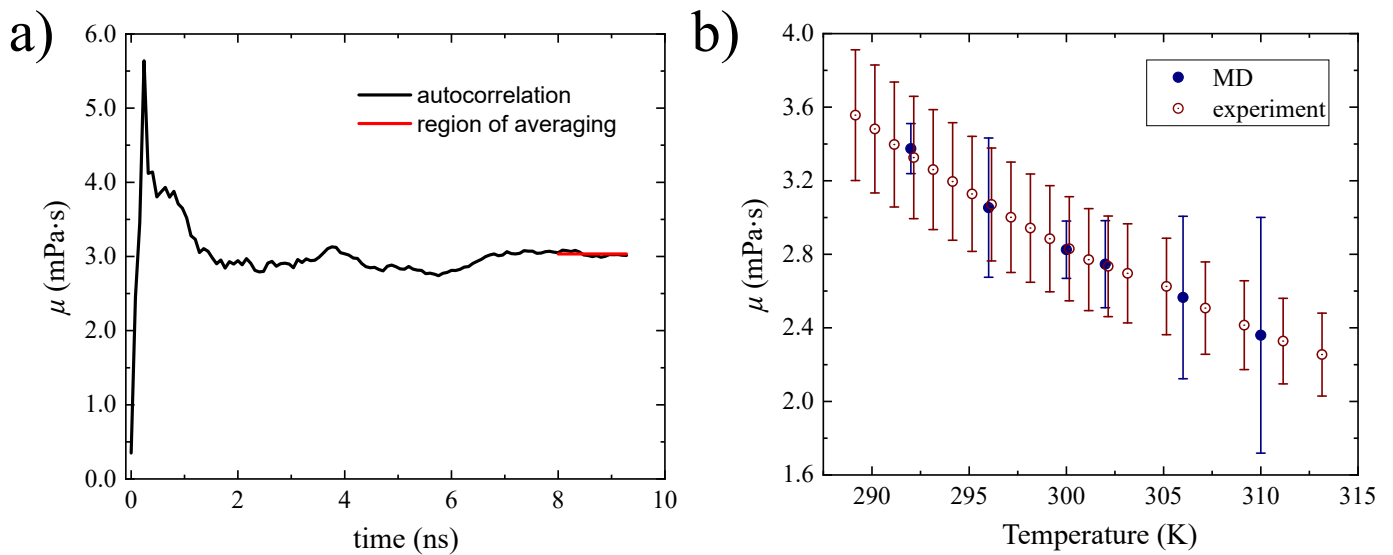 a)
6.0
5.0
4.0
3.0
2.0
1.0
0.0
μ (mPa·s)
autocorrelation
region of averaging
0
2
4
6
8
10
time (ns)
b)
4.0
3.6
3.2
2.8
2.4
2.0
1.6
μ (mPa·s)
MD
experiment
290
295
300
305
310
315
Temperature (K)